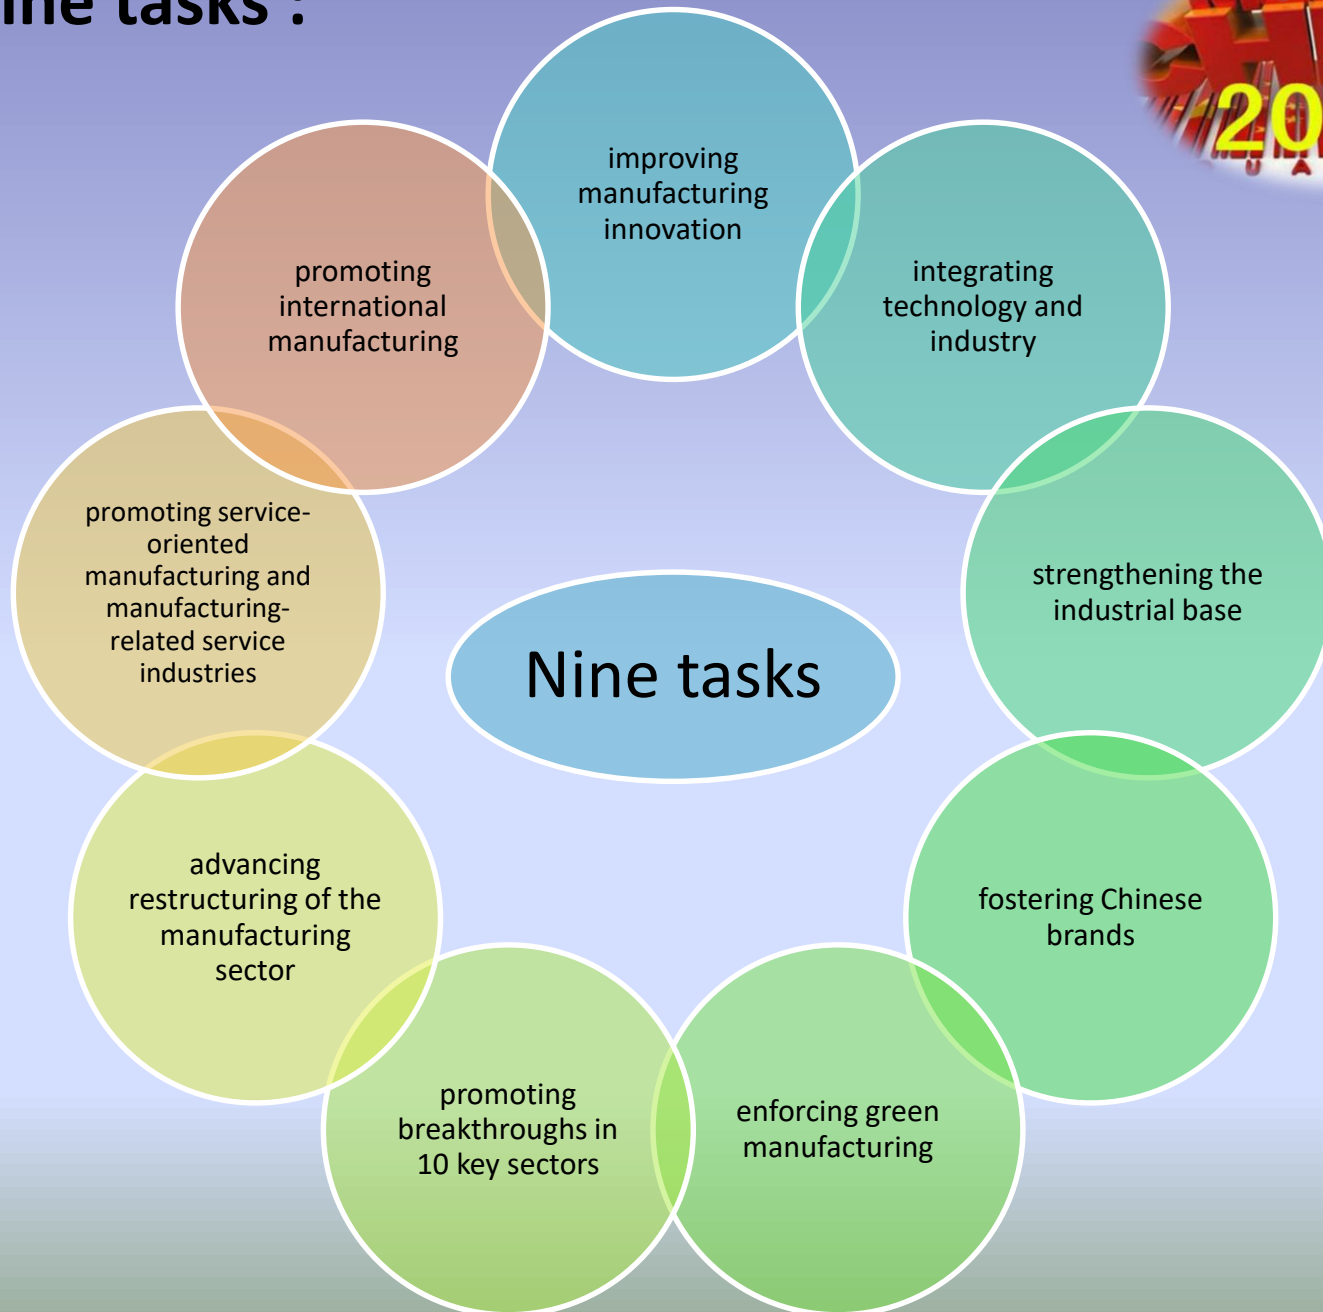 ine tasks :
20
improving
manufacturing
innovation
integrating
technology and
industry
strengthening the
industrial base
fostering Chinese
brands
enforcing green
manufacturing
promoting
breakthroughs in
10 key sectors
advancing
restructuring of the
manufacturing
sector
promoting service-
oriented
manufacturing and
manufacturing-
related service
industries
promoting
international
manufacturing
Nine tasks